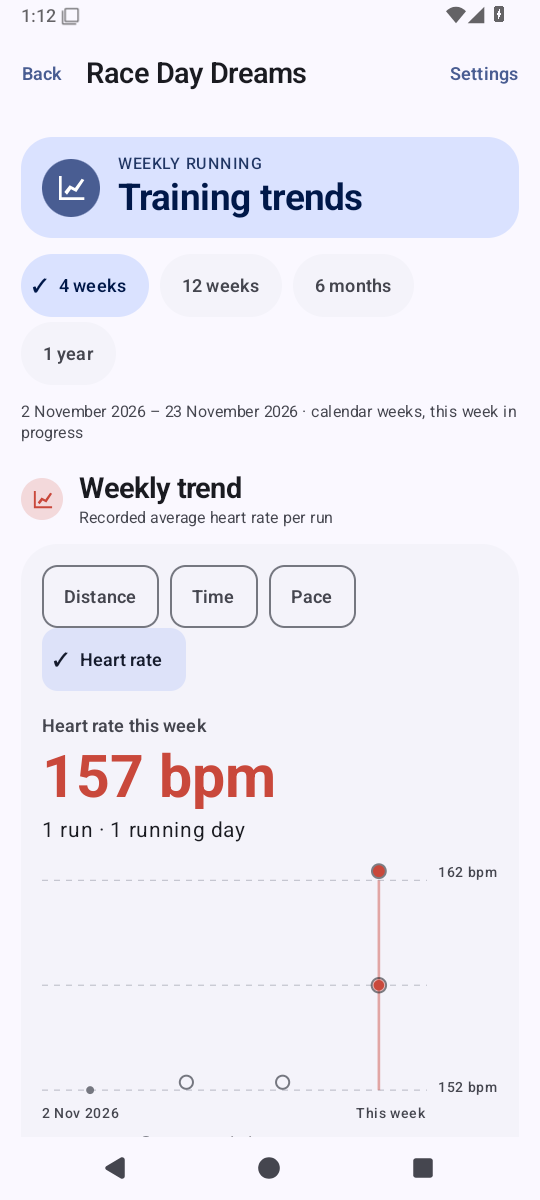 1:12
Back
Race Day Dreams
Settings
WEEKLY RUNNING
Training trends
✓ 4 weeks
12 weeks
6 months
1 year
2 November 2026 – 23 November 2026 · calendar weeks, this week in
progress
Weekly trend
Recorded average heart rate per run
Distance
Time
Pace
✓ Heart rate
Heart rate this week
157 bpm
1 run · 1 running day
162 bpm
152 bpm
2 Nov 2026
This week